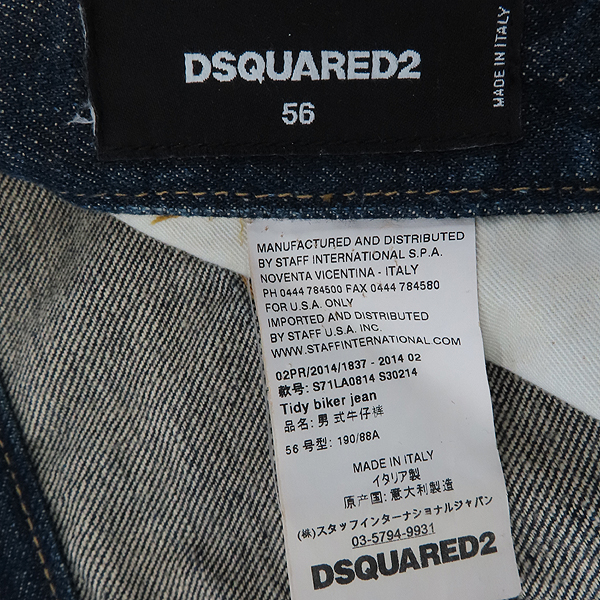 DSQUARED2
56
MADE IN ITALY
MANUFACTURED AND DISTRIBUTED
BY STAFF INTERNATIONAL S.P.A.
NOVENTA VICENTINA - ITALY
PH 0444 784500 FAX 0444 784580
FOR U.S.A. ONLY
IMPORTED AND DISTRIBUTED
BY STAFF U.S.A. INC.
WWW.STAFFINTERNATIONAL.COM
02PR/2014/1837 - 2014 02
款号: S71LA0814 S30214
Tidy biker jean
品名: 男式牛仔裤
56 号型: 190/88A
MADE IN ITALY
イタリア製
原产国: 意大利製造
(株)スタッフインターナショナルジャパン
03-5794-9931
DSQUARED2